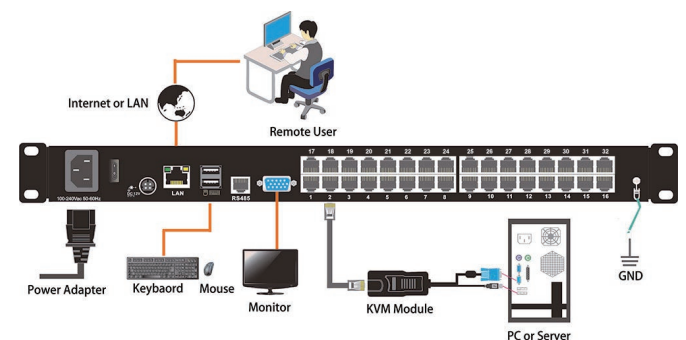 Internet or LAN
Remote User
17 18 19 20 21 22 23 24 25 26 27 28 29 30 31 32
DC 12V
LAN
RS485
1 2 3 4 5 6 7 8 9 10 11 12 13 14 15 16
100-240Vac 50-60Hz
GND
Power Adapter
Keybaord
Mouse
Monitor
KVM Module
PC or Server